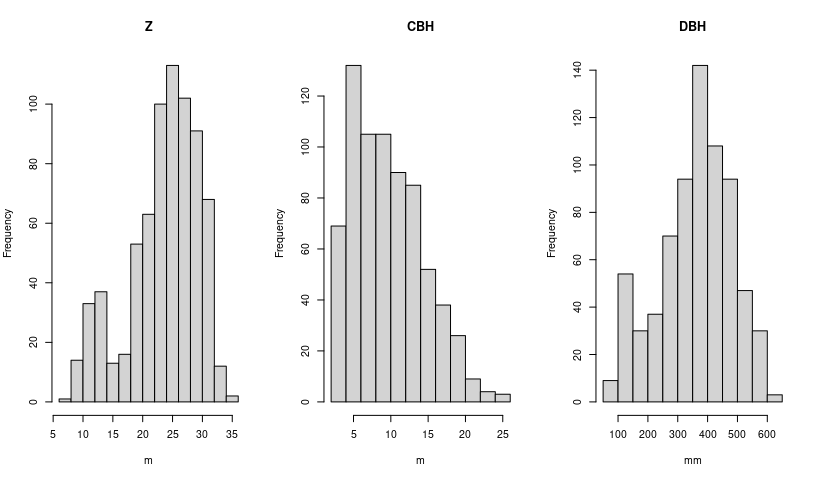 Z
Frequency
0 20 40 60 80 100
5 10 15 20 25 30 35
m
CBH
Frequency
0 20 40 60 80 100 120
5 10 15 20 25
m
DBH
Frequency
0 20 40 60 80 100 120 140
100 200 300 400 500 600
mm